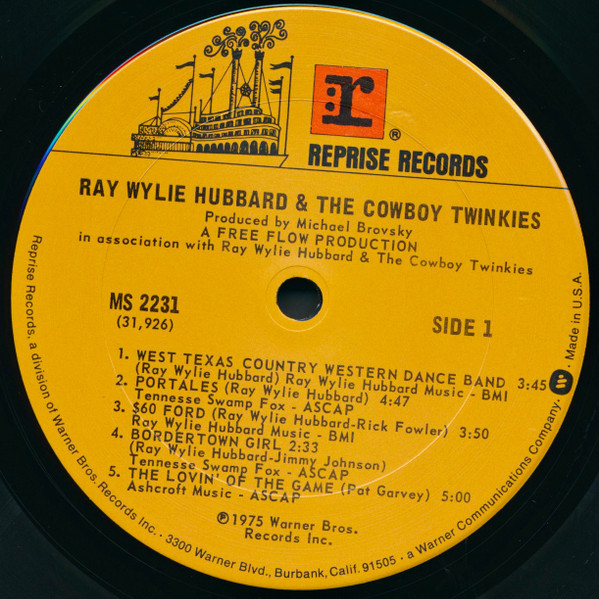 r
®
REPRISE RECORDS
RAY WYLIE HUBBARD & THE COWBOY TWINKIES
Produced by Michael Brovsky
A FREE FLOW PRODUCTION
in association with Ray Wylie Hubbard & The Cowboy Twinkies
MS 2231
(31,926)
SIDE 1
1. WEST TEXAS COUNTRY WESTERN DANCE BAND 3:45
(Ray Wylie Hubbard) Ray Wylie Hubbard Music - BMI
2. PORTALES (Ray Wylie Hubbard) 4:47
Tennesse Swamp Fox - ASCAP
3. $60 FORD (Ray Wylie Hubbard-Rick Fowler) 3:50
Ray Wylie Hubbard Music - BMI
4. BORDERTOWN GIRL 2:33
(Ray Wylie Hubbard-Jimmy Johnson)
Tennesse Swamp Fox - ASCAP
5. THE LOVIN' OF THE GAME (Pat Garvey) 5:00
Ashcroft Music - ASCAP
℗1975 Warner Bros.
Records Inc.
Reprise Records, a division of Warner Bros. Records Inc. · 3300 Warner Blvd., Burbank, Calif. 91505 · a Warner Communications Company · Made in U.S.A.